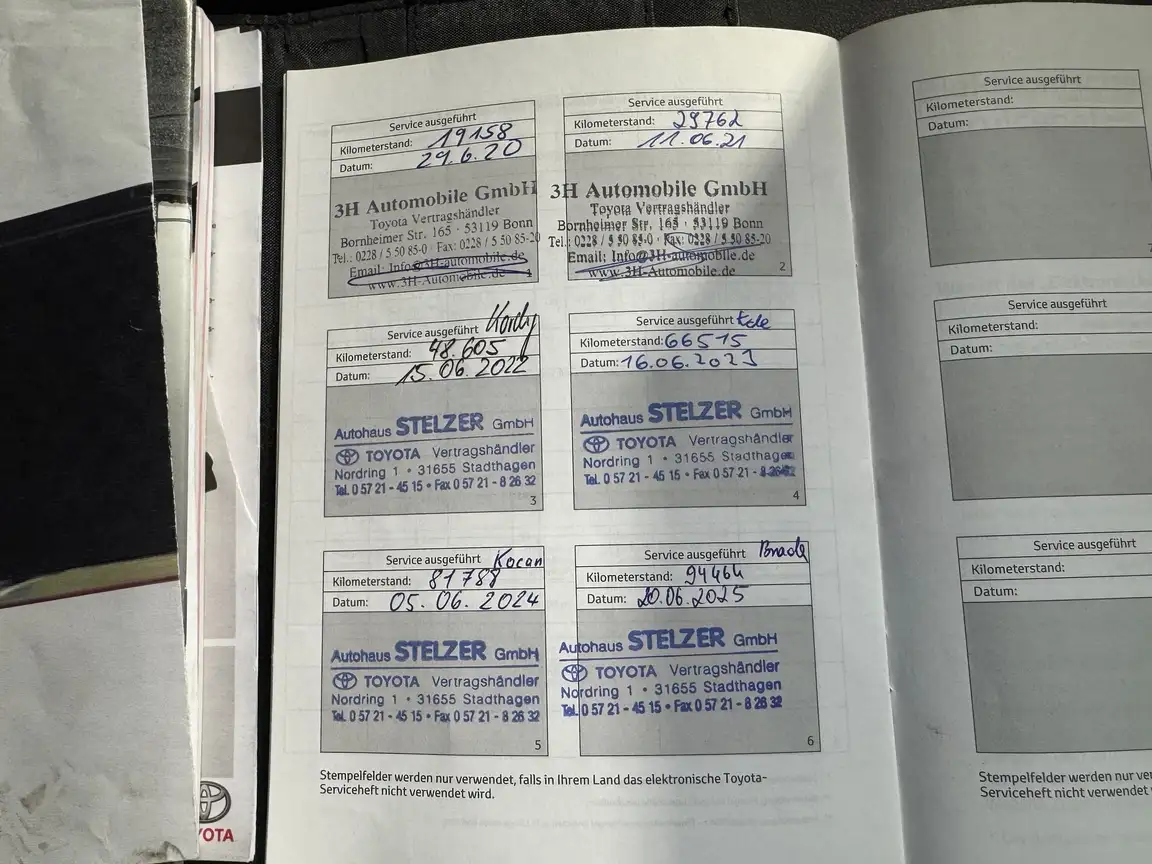 Service ausgeführt
Kilometerstand: 19158
Datum: 29.6.20
3H Automobile GmbH
Toyota Vertragshändler
Bornheimer Str. 165 · 53119 Bonn
Tel.: 0228 / 5 50 85-0 · Fax: 0228 / 5 50 85-20
Email: Info@3H-automobile.de
www.3H-Automobile.de
1
Service ausgeführt
Kilometerstand: 29762
Datum: 11.06.21
3H Automobile GmbH
Toyota Vertragshändler
Bornheimer Str. 165 · 53119 Bonn
Tel.: 0228 / 5 50 85-0 · Fax: 0228 / 5 50 85-20
Email: Info@3H-automobile.de
www.3H-Automobile.de
2
Service ausgeführt
Kilometerstand: 48.605
Datum: 15.06.2022
Autohaus STELZER GmbH
TOYOTA Vertragshändler
Nordring 1 • 31655 Stadthagen
Tel. 0 57 21 - 45 15 • Fax 0 57 21 - 8 26 32
3
Service ausgeführt
Kilometerstand: 66515
Datum: 16.06.2023
Autohaus STELZER GmbH
TOYOTA Vertragshändler
Nordring 1 • 31655 Stadthagen
Tel. 0 57 21 - 45 15 • Fax 0 57 21 - 8 26 32
4
Service ausgeführt Kocan
Kilometerstand: 81788
Datum: 05. 06. 2024
Autohaus STELZER GmbH
TOYOTA Vertragshändler
Nordring 1 • 31655 Stadthagen
Tel. 0 57 21 - 45 15 • Fax 0 57 21 - 8 26 32
5
Service ausgeführt
Kilometerstand: 94464
Datum: 20.06.2025
Autohaus STELZER GmbH
TOYOTA Vertragshändler
Nordring 1 • 31655 Stadthagen
Tel. 0 57 21 - 45 15 • Fax 0 57 21 - 8 26 32
6
Stempelfelder werden nur verwendet, falls in Ihrem Land das elektronische Toyota-
Serviceheft nicht verwendet wird.
Service ausgeführt
Kilometerstand:
Datum:
7
Service ausgeführt
Kilometerstand:
Datum:
Service ausgeführt
Kilometerstand:
Datum:
Stempelfelder werden nur
Serviceheft nicht verwendet
OTA